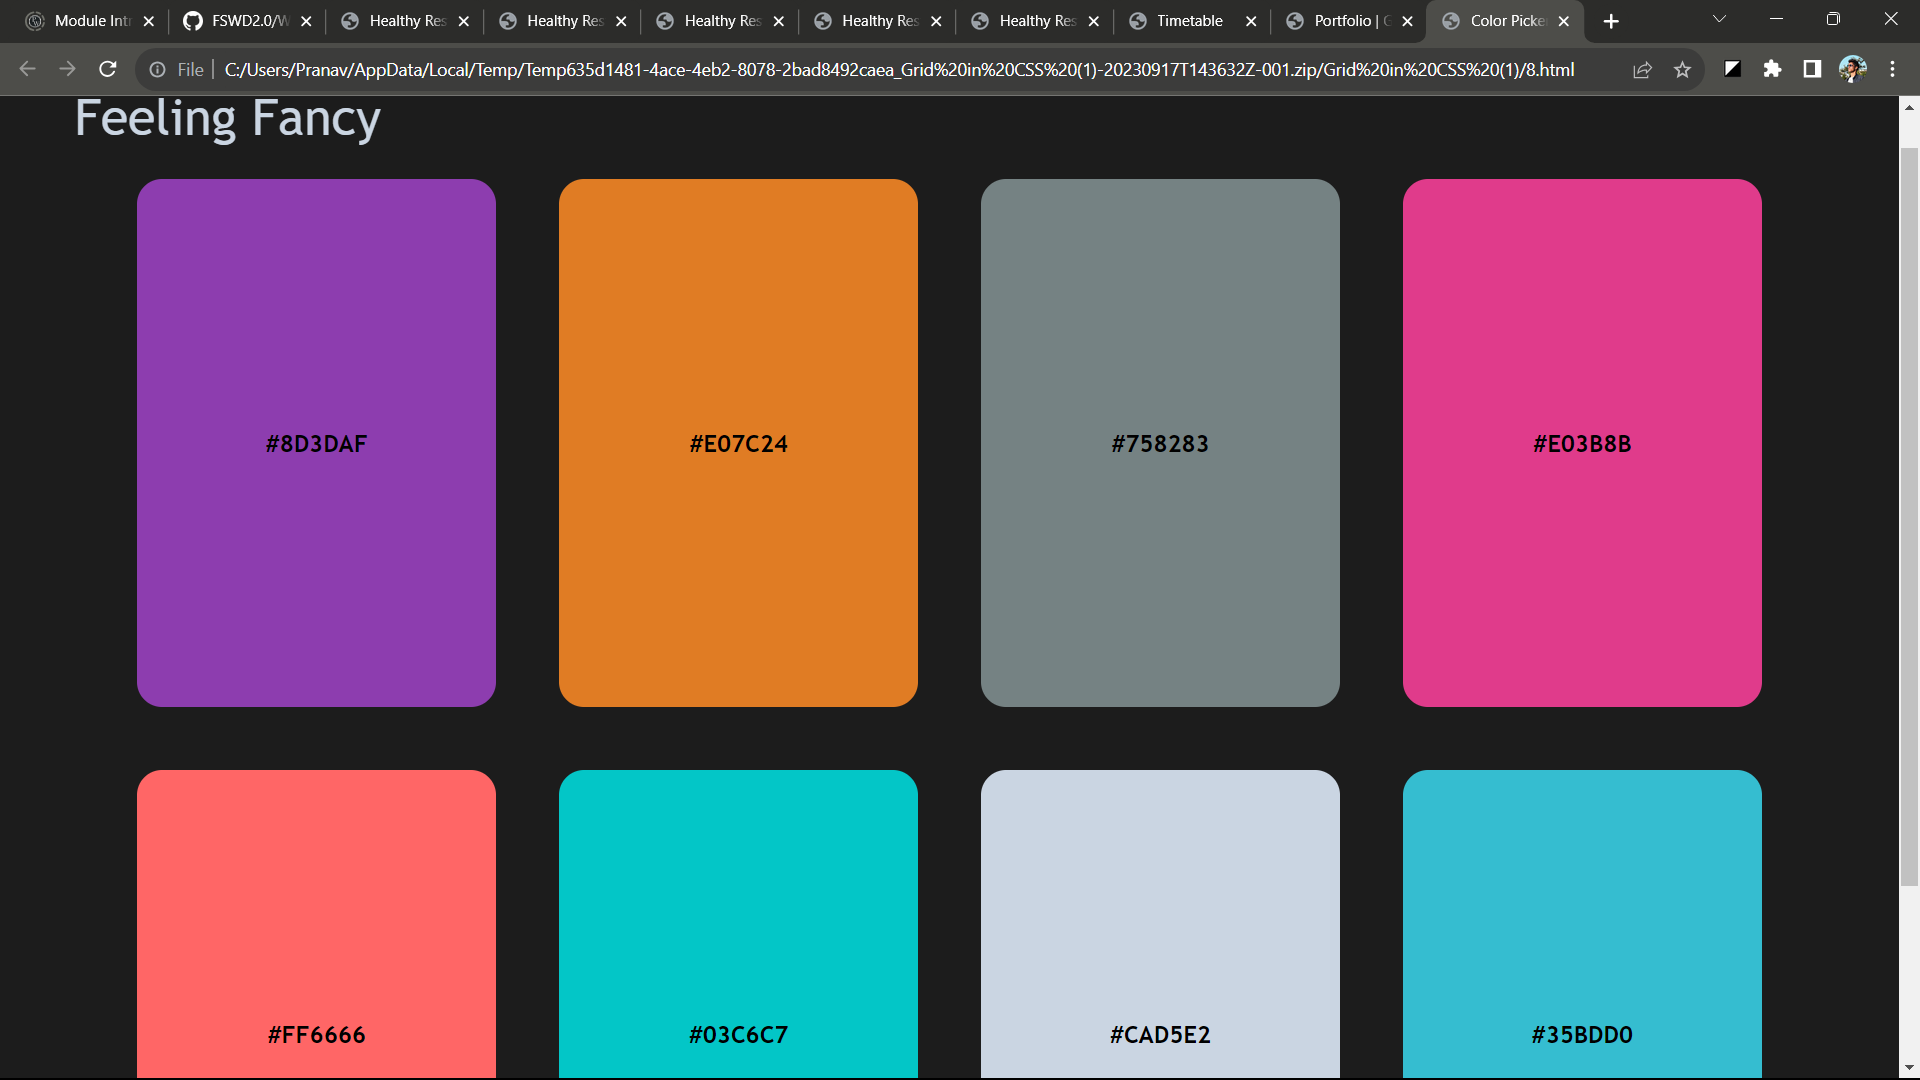 Module Intr
FSWD2.0/W
Healthy Res
Healthy Res
Healthy Res
Healthy Res
Healthy Res
Timetable
Portfolio | G
Color Picke
File
C:/Users/Pranav/AppData/Local/Temp/Temp635d1481-4ace-4eb2-8078-2bad8492caea_Grid%20in%20CSS%20(1)-20230917T143632Z-001.zip/Grid%20in%20CSS%20(1)/8.html
Feeling Fancy
#8D3DAF
#E07C24
#758283
#E03B8B
#FF6666
#03C6C7
#CAD5E2
#35BDD0